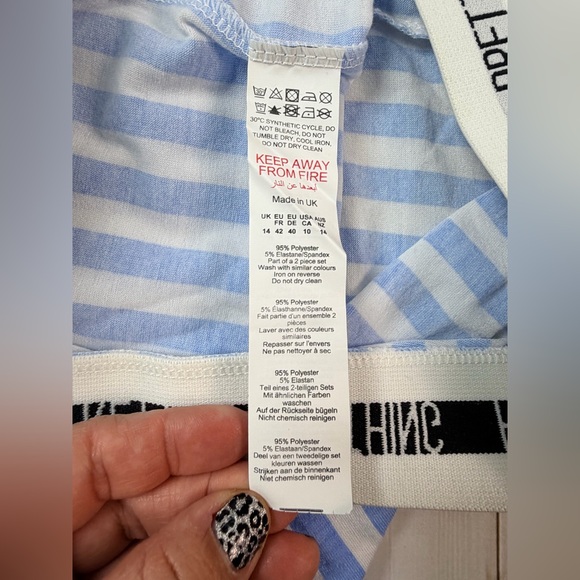 30°C SYNTHETIC CYCLE, DO
NOT BLEACH, DO NOT
TUMBLE DRY, COOL IRON,
DO NOT DRY CLEAN
KEEP AWAY
FROM FIRE
ابعدها عن النار
Made in UK
UK EU EU USA AUS
FR DE CA NZ
14 42 40 10 14
95% Polyester
5% Elastane/Spandex
Part of a 2 piece set
Wash with similar colours
Iron on reverse
Do not dry clean
95% Polyester
5% Élasthanne/Spandex
Fait partie d'un ensemble 2
pièces
Laver avec des couleurs
similaires
Repasser sur l'envers
Ne pas nettoyer à sec
95% Polyester
5% Elastan
Teil eines 2-teiligen Sets
Mit ähnlichen Farben
waschen
Auf der Rückseite bügeln
Nicht chemisch reinigen
95% Polyester
5% Elastaan/Spandex
Deel van een tweedelige set
kleuren wassen
Strijken aan de binnenkant
Niet chemisch reinigen